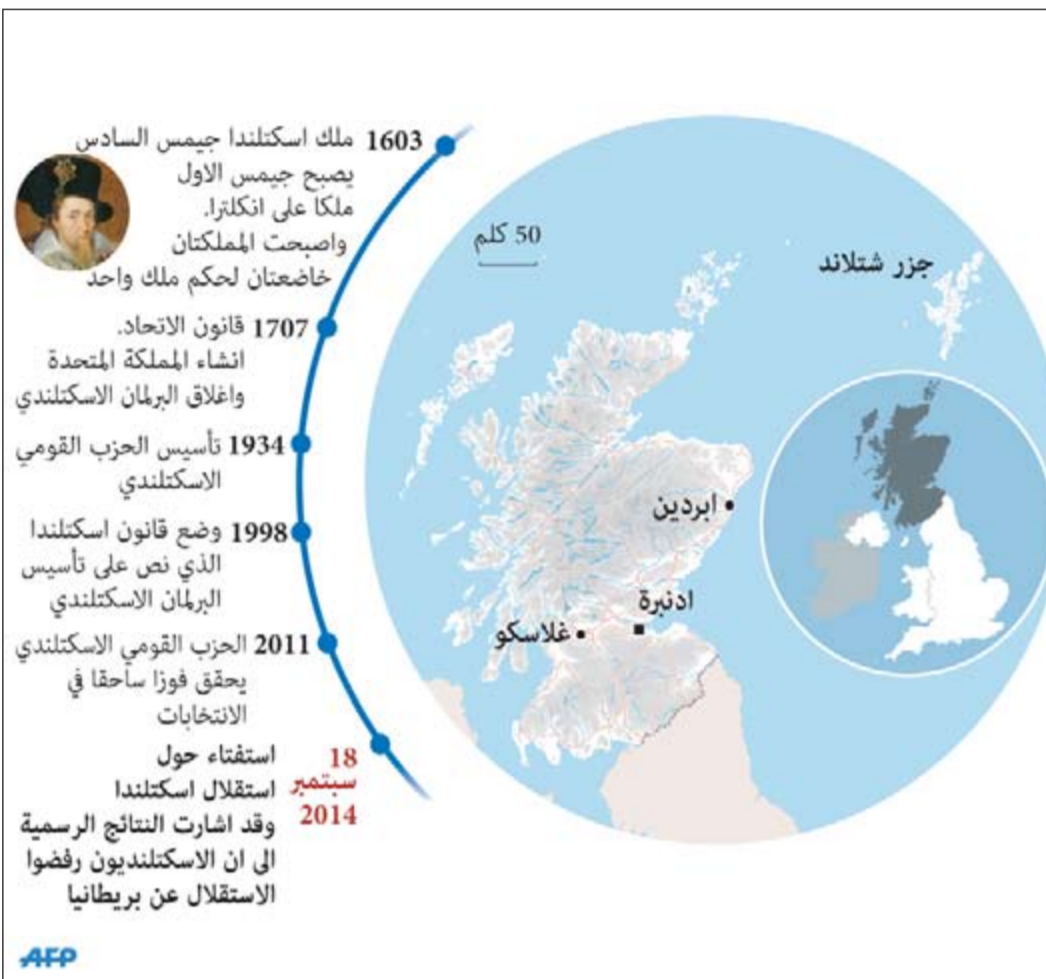 1603 ملك اسكتلندا جيمس السادس
يصبح جيمس الاول
ملكا على انكلترا.
واصبحت المملكتان
خاضعتان لحكم ملك واحد
1707 قانون الاتحاد.
انشاء المملكة المتحدة
واغلاق البرلمان الاسكتلندي
1934 تأسيس الحزب القومي
الاسكتلندي
1998 وضع قانون اسكتلندا
الذي نص على تأسيس
البرلمان الاسكتلندي
2011 الحزب القومي الاسكتلندي
يحقق فوزا ساحقا في
الانتخابات
18
سبتمبر
2014
استفتاء حول
استقلال اسكتلندا
وقد اشارت النتائج الرسمية
الى ان الاسكتلنديون رفضوا
الاستقلال عن بريطانيا
50 كلم
جزر شتلاند
ابردين
ادنبرة
غلاسكو
AFP